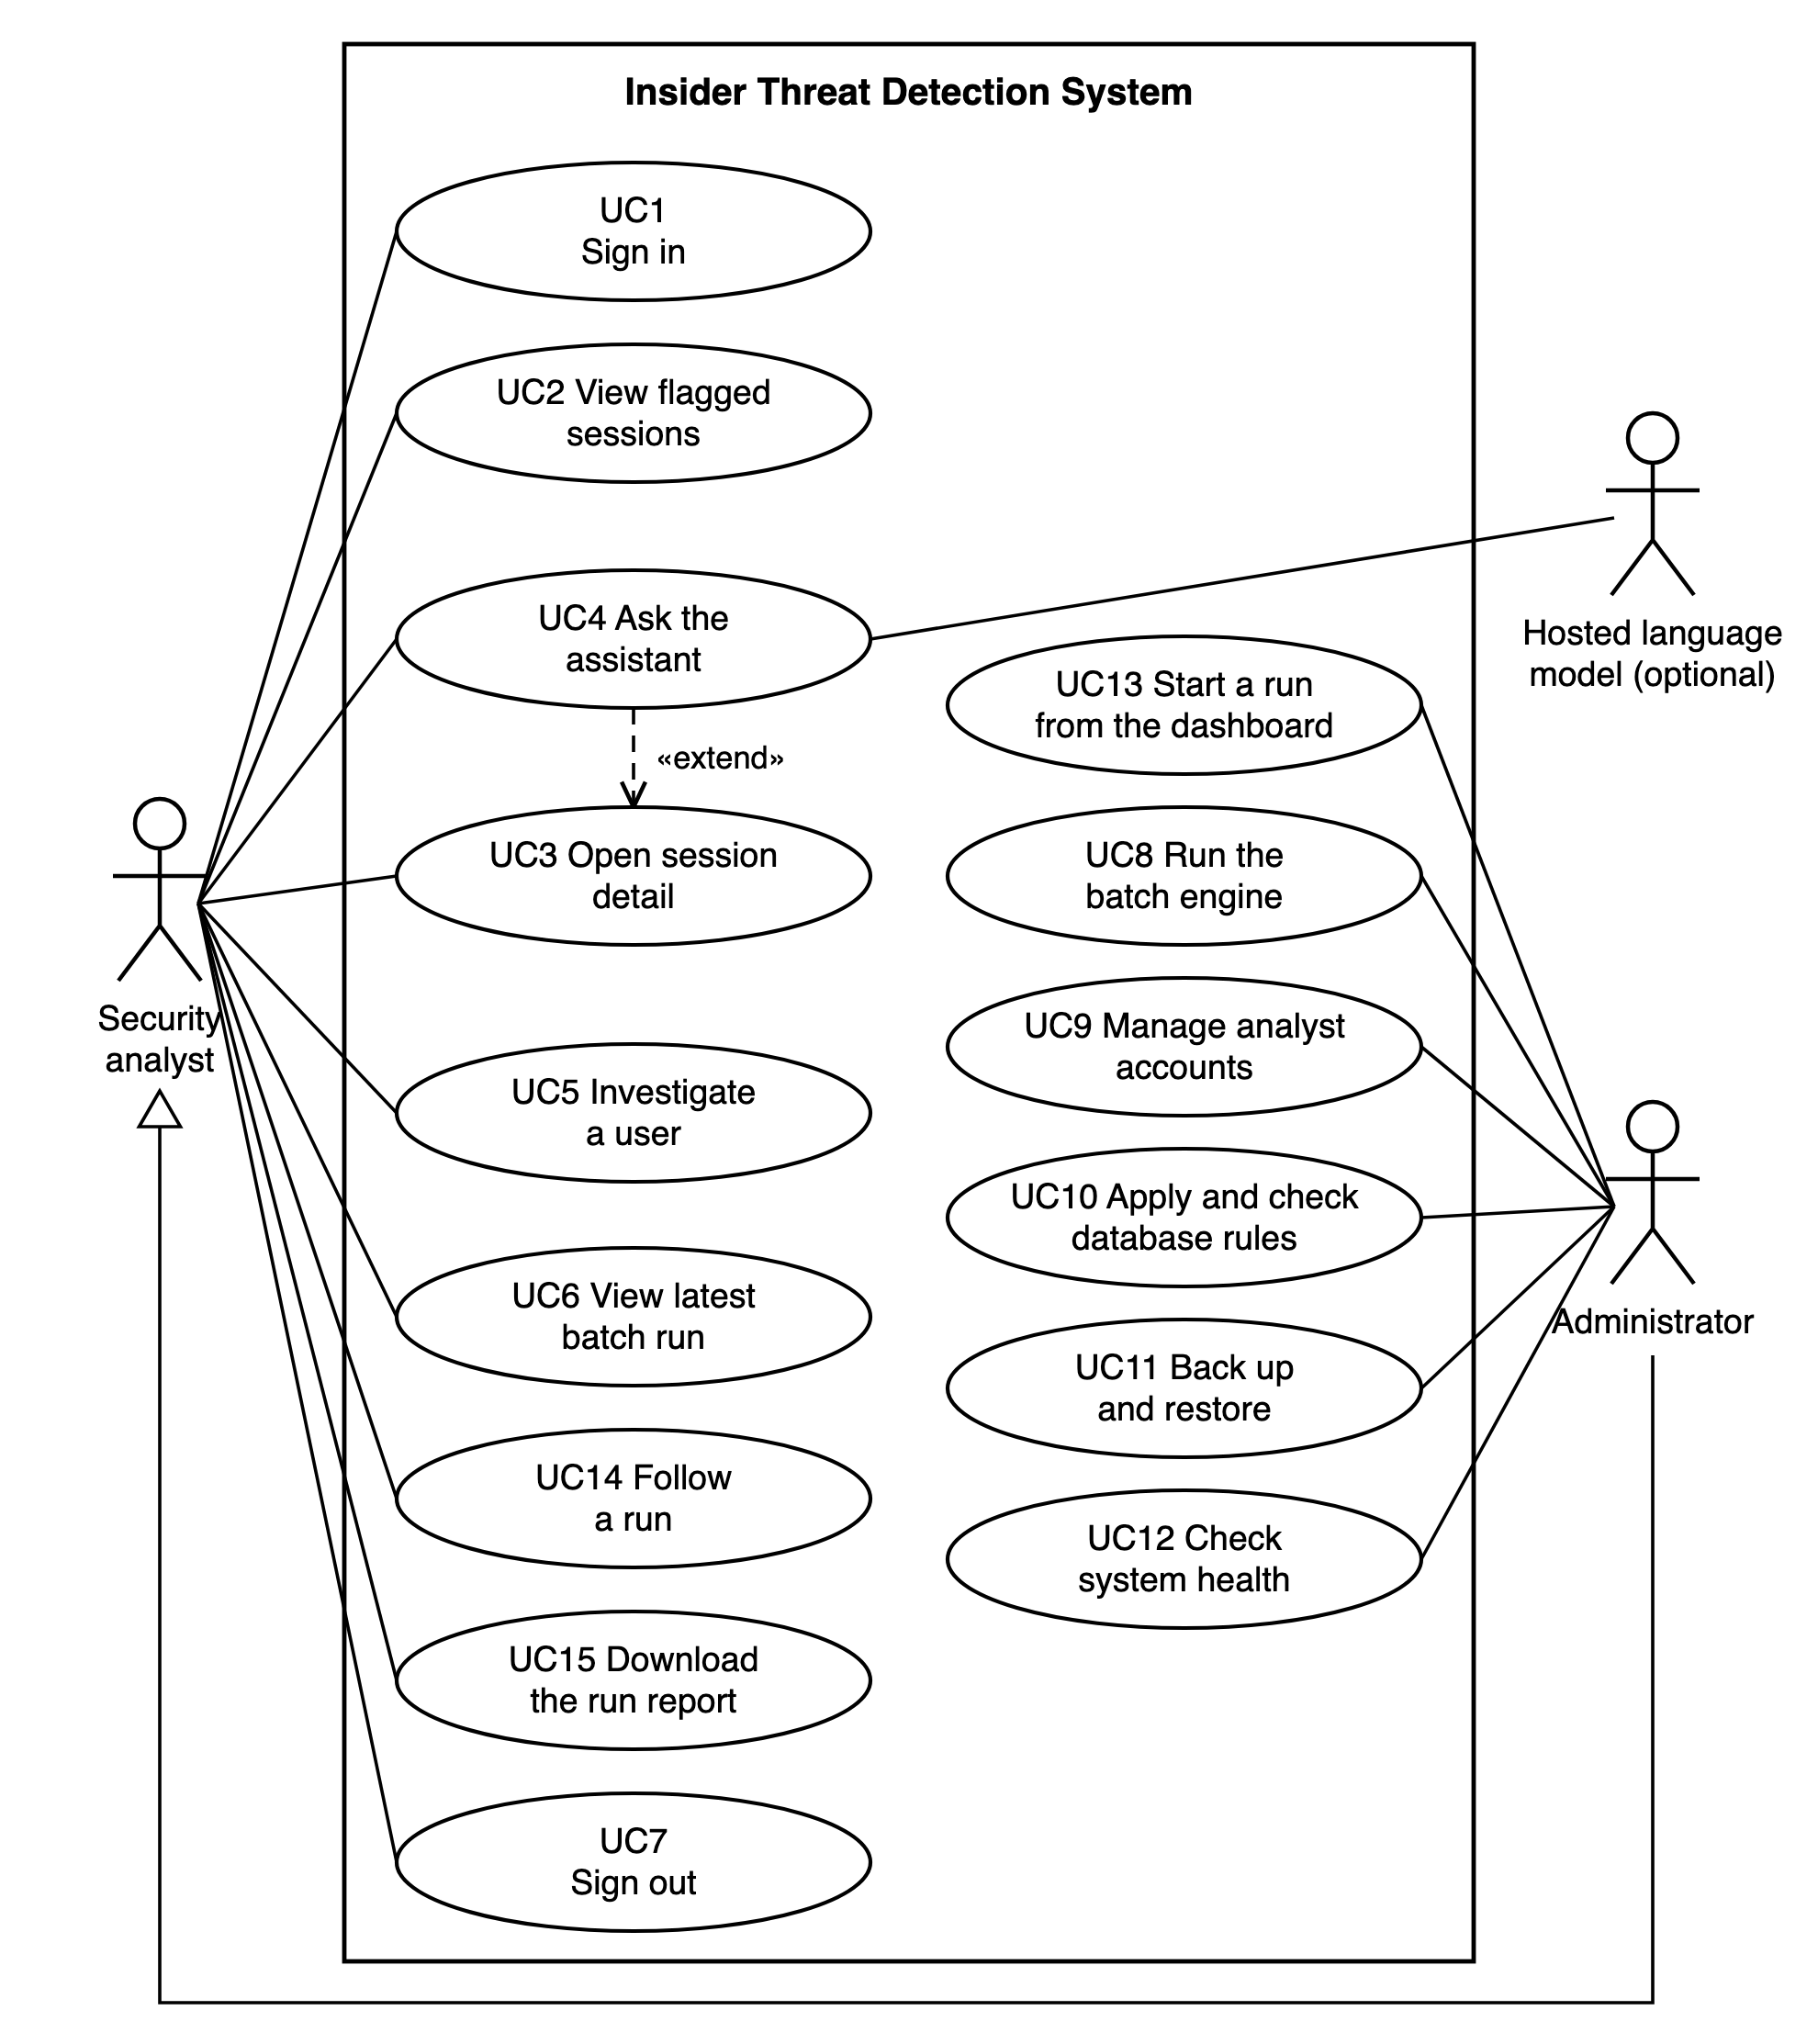 Insider Threat Detection System
UC1
Sign in
UC2 View flagged
sessions
UC4 Ask the
assistant
«extend»
UC3 Open session
detail
UC5 Investigate
a user
UC6 View latest
batch run
UC14 Follow
a run
UC15 Download
the run report
UC7
Sign out
UC13 Start a run
from the dashboard
UC8 Run the
batch engine
UC9 Manage analyst
accounts
UC10 Apply and check
database rules
UC11 Back up
and restore
UC12 Check
system health
Security
analyst
Hosted language
model (optional)
Administrator